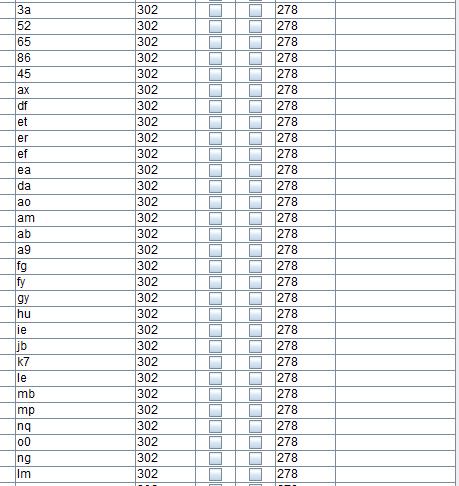 3a 302 278
52 302 278
65 302 278
86 302 278
45 302 278
ax 302 278
df 302 278
et 302 278
er 302 278
ef 302 278
ea 302 278
da 302 278
ao 302 278
am 302 278
ab 302 278
a9 302 278
fg 302 278
fy 302 278
gy 302 278
hu 302 278
ie 302 278
jb 302 278
k7 302 278
le 302 278
mb 302 278
mp 302 278
nq 302 278
o0 302 278
ng 302 278
lm 302 278